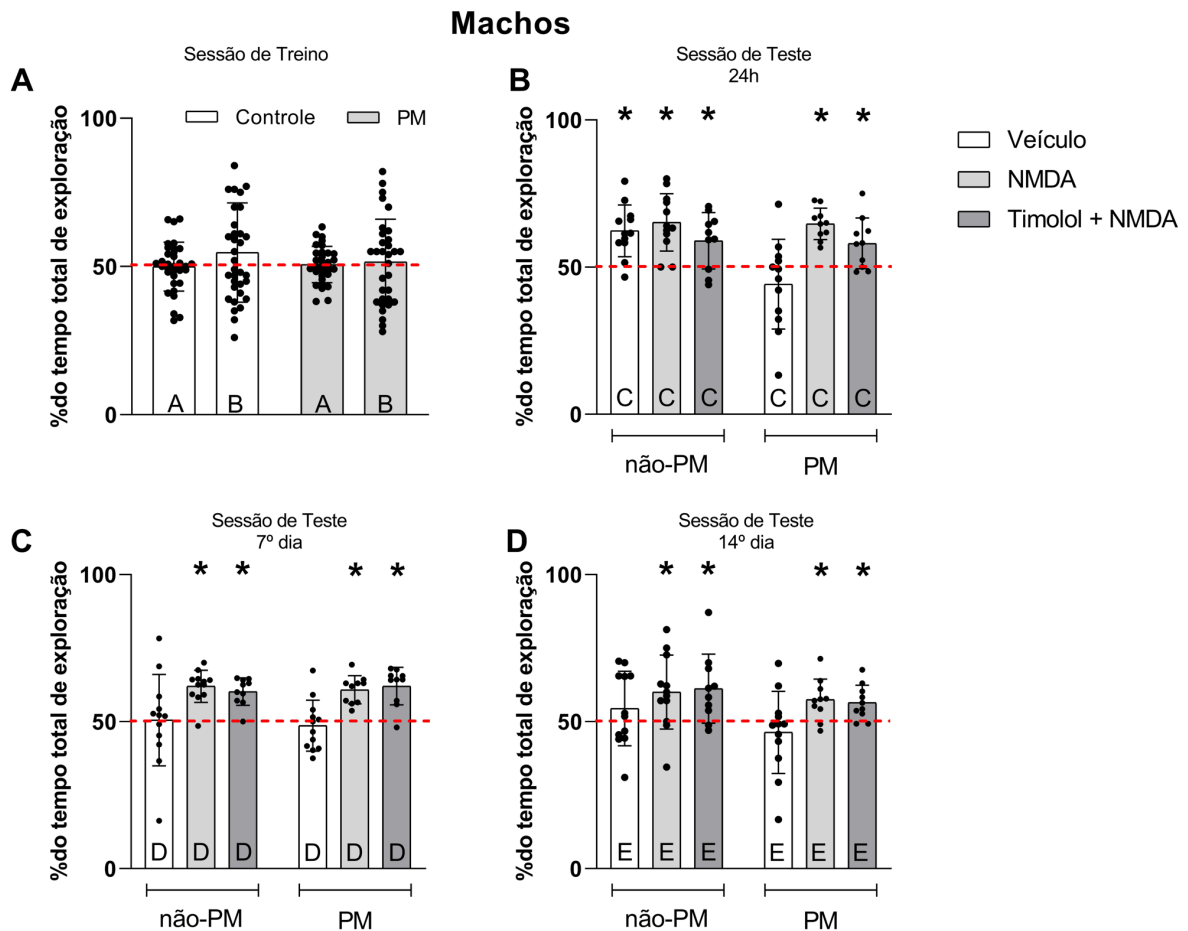 Machos
A
Sessão de Treino
%do tempo total de exploração
100
50
0
Controle
PM
A
B
A
B
B
Sessão de Teste
24h
%do tempo total de exploração
100
50
0
* * * * *
C C C C C C
não-PM
PM
Veículo
NMDA
Timolol + NMDA
C
Sessão de Teste
7º dia
%do tempo total de exploração
100
50
0
* * * *
D D D D D D
não-PM
PM
D
Sessão de Teste
14º dia
%do tempo total de exploração
100
50
0
* * * *
E E E E E E
não-PM
PM